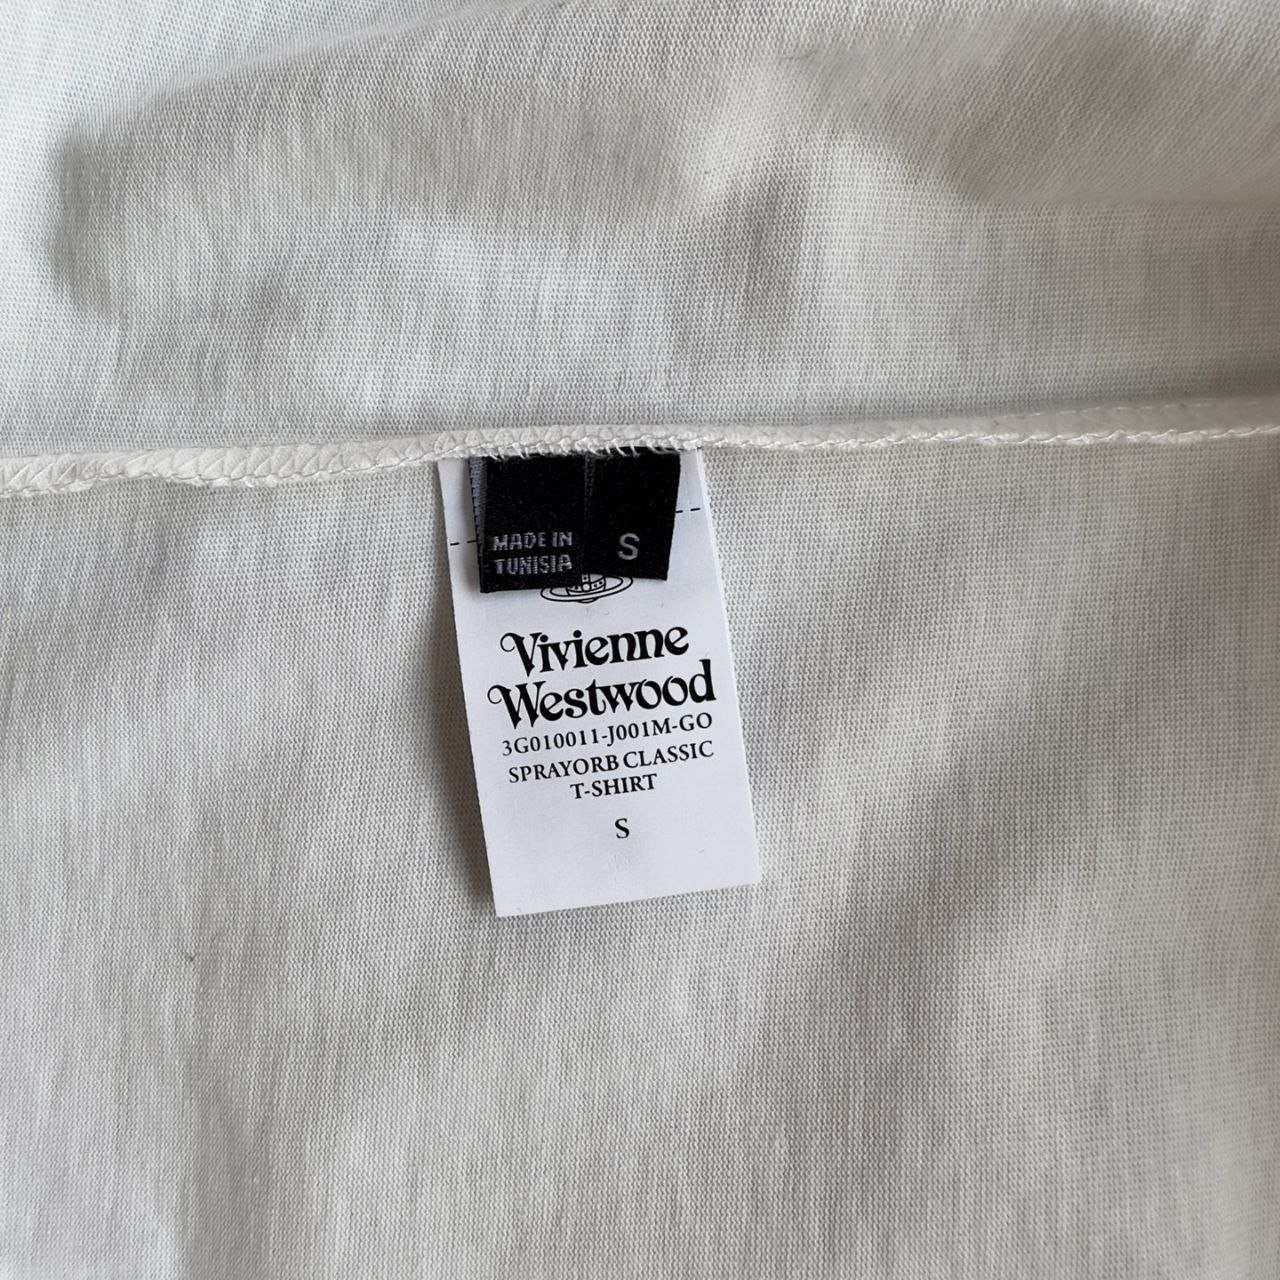 MADE IN
TUNISIA
S
Vivienne
Westwood
3G010011-J001M-GO
SPRAYORB CLASSIC
T-SHIRT
S